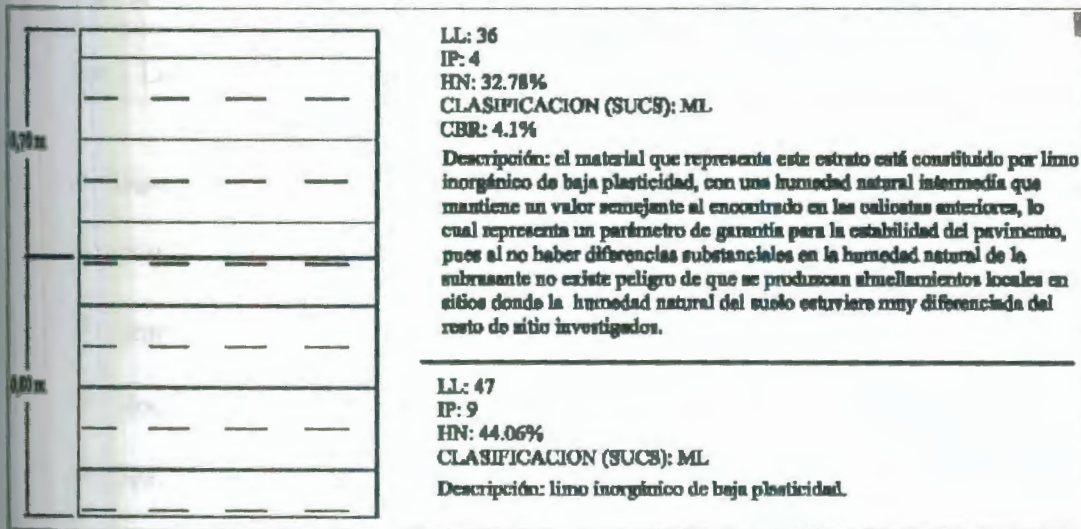 LL: 36
IP: 4
HN: 32.78%
CLASIFICACION (SUCS): ML
CBR: 4.1%
Descripción: el material que representa este estrato está constituido por limo
inorgánico de baja plasticidad, con una humedad natural intermedia que
mantiene un valor semejante al encontrado en las calicatas anteriores, lo
cual representa un parámetro de garantía para la estabilidad del pavimento,
pues al no haber diferencias substanciales en la humedad natural de la
subrasante no existe peligro de que se produzcan ahuellamientos locales en
sitios donde la humedad natural del suelo estuviere muy diferenciada del
resto de sitio investigados.
0,70 m
LL: 47
IP: 9
HN: 44.06%
CLASIFICACION (SUCS): ML
Descripción: limo inorgánico de baja plasticidad.
0,80 m